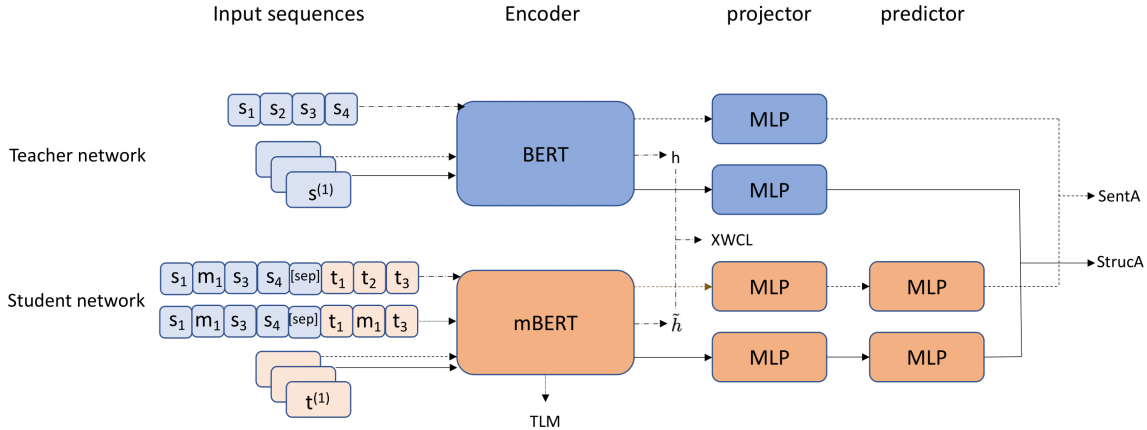 Input sequences Encoder projector predictor
s₁ s₂ s₃ s₄
MLP
Teacher network
BERT
h
s⁽¹⁾
MLP
SentA
XWCL
StrucA
s₁ m₁ s₃ s₄ [sep] t₁ t₂ t₃
MLP MLP
Student network
mBERT
h̃
s₁ m₁ s₃ s₄ [sep] t₁ m₁ t₃
MLP MLP
t⁽¹⁾
TLM